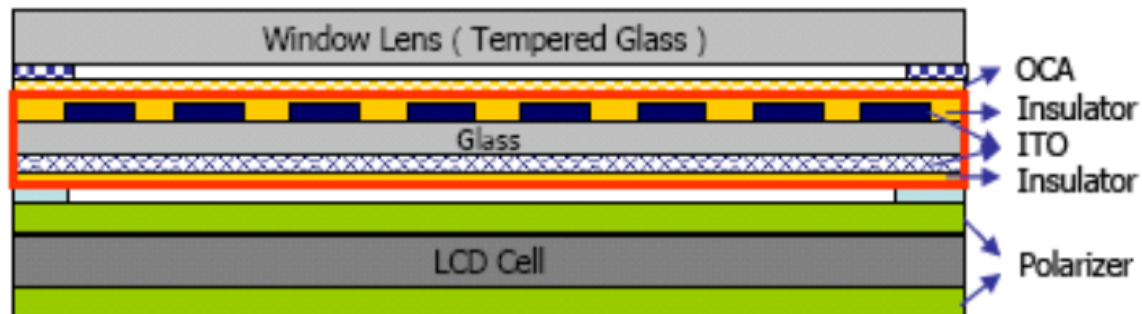 Window Lens ( Tempered Glass )
OCA
Insulator
Glass
ITO
Insulator
LCD Cell
Polarizer